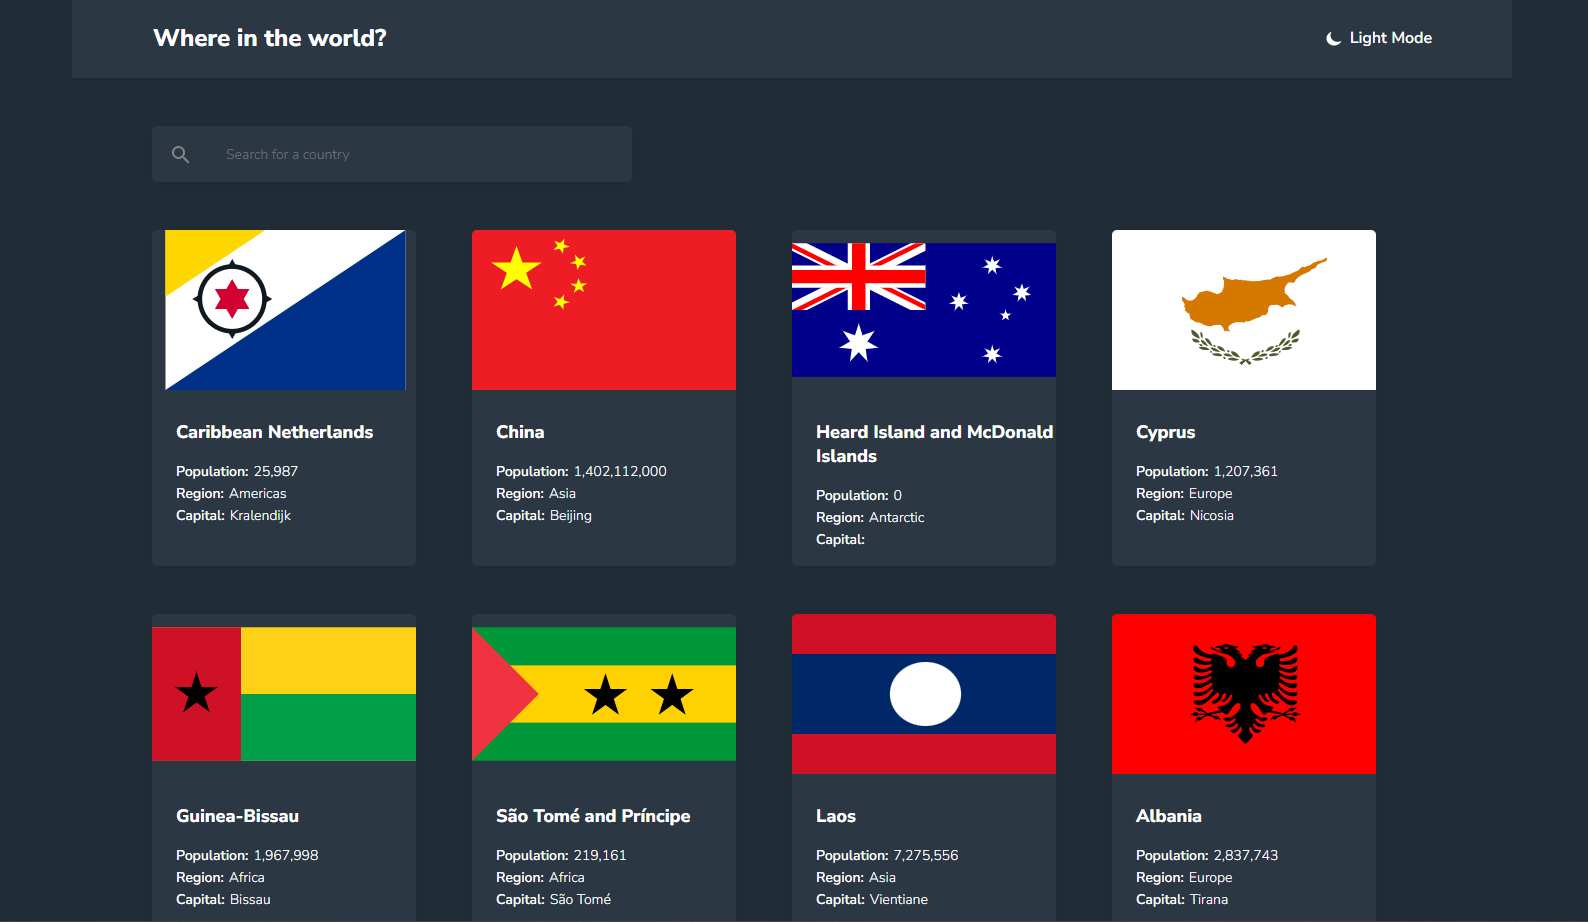 Where in the world?
Light Mode
Search for a country
Caribbean Netherlands
Population: 25,987
Region: Americas
Capital: Kralendijk
China
Population: 1,402,112,000
Region: Asia
Capital: Beijing
Heard Island and McDonald
Islands
Population: 0
Region: Antarctic
Capital:
Cyprus
Population: 1,207,361
Region: Europe
Capital: Nicosia
Guinea-Bissau
Population: 1,967,998
Region: Africa
Capital: Bissau
São Tomé and Príncipe
Population: 219,161
Region: Africa
Capital: São Tomé
Laos
Population: 7,275,556
Region: Asia
Capital: Vientiane
Albania
Population: 2,837,743
Region: Europe
Capital: Tirana